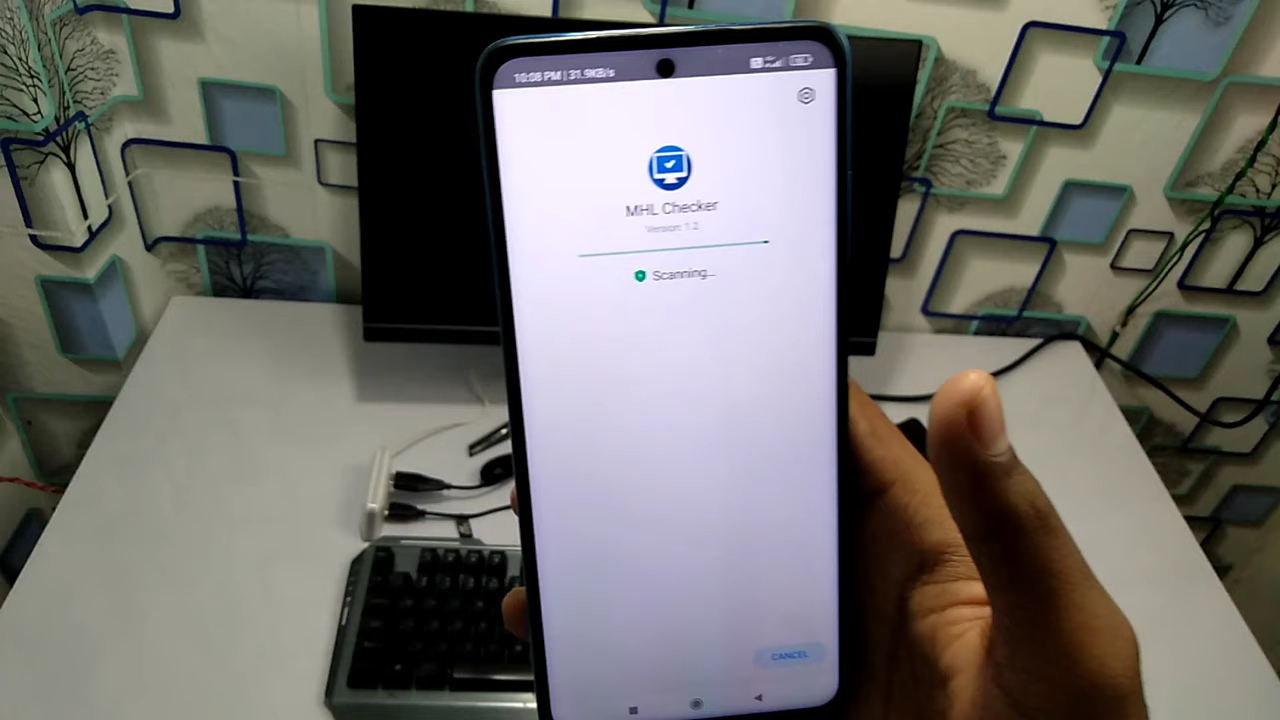 10:08 PM | 31.9KB/s
MHL Checker
Version: 1.2
Scanning...
CANCEL